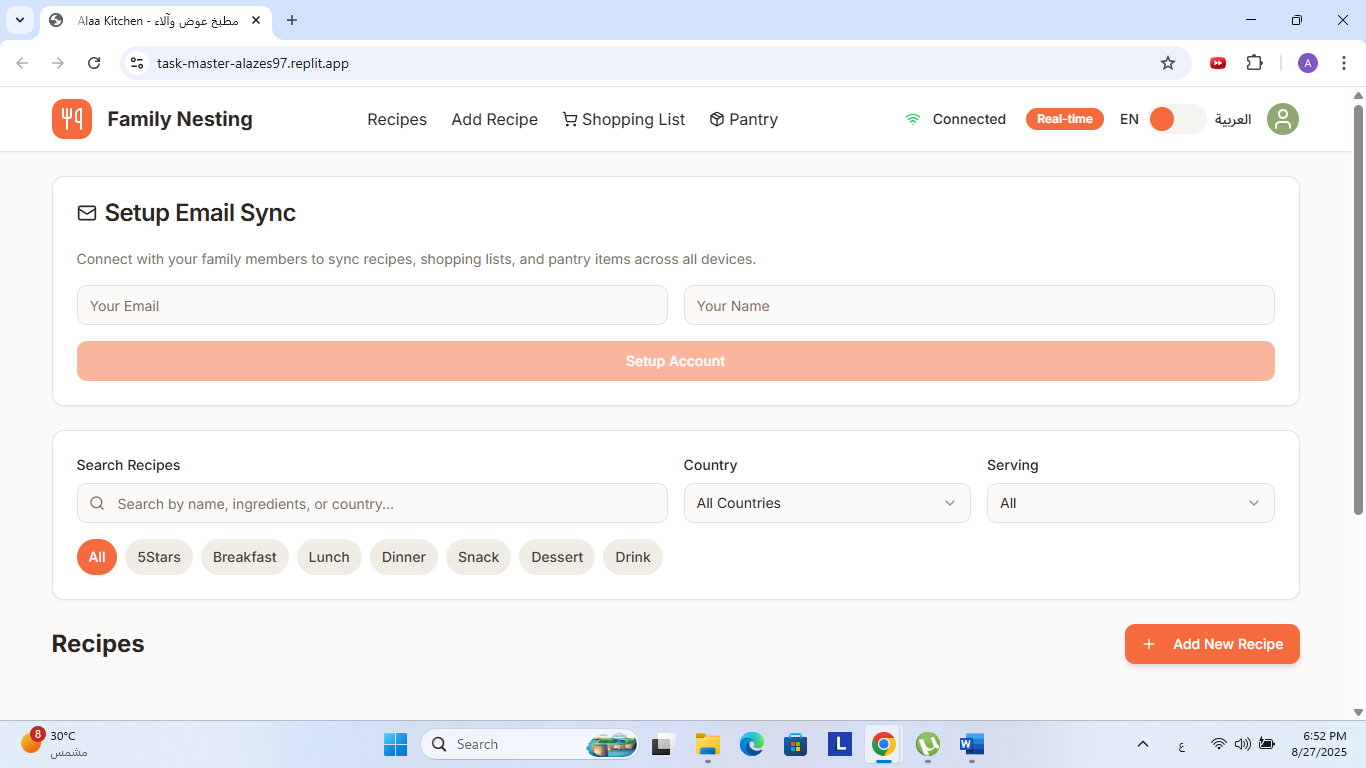 Alaa Kitchen - مطبخ عوض وآلاء
task-master-alazes97.replit.app
A
Family Nesting
Recipes
Add Recipe
Shopping List
Pantry
Connected
Real-time
EN
العربية
Setup Email Sync
Connect with your family members to sync recipes, shopping lists, and pantry items across all devices.
Your Email
Your Name
Setup Account
Search Recipes
Country
Serving
Search by name, ingredients, or country...
All Countries
All
All
5Stars
Breakfast
Lunch
Dinner
Snack
Dessert
Drink
Recipes
Add New Recipe
8
30°C
مشمس
Search
L
W
ع
6:52 PM
8/27/2025